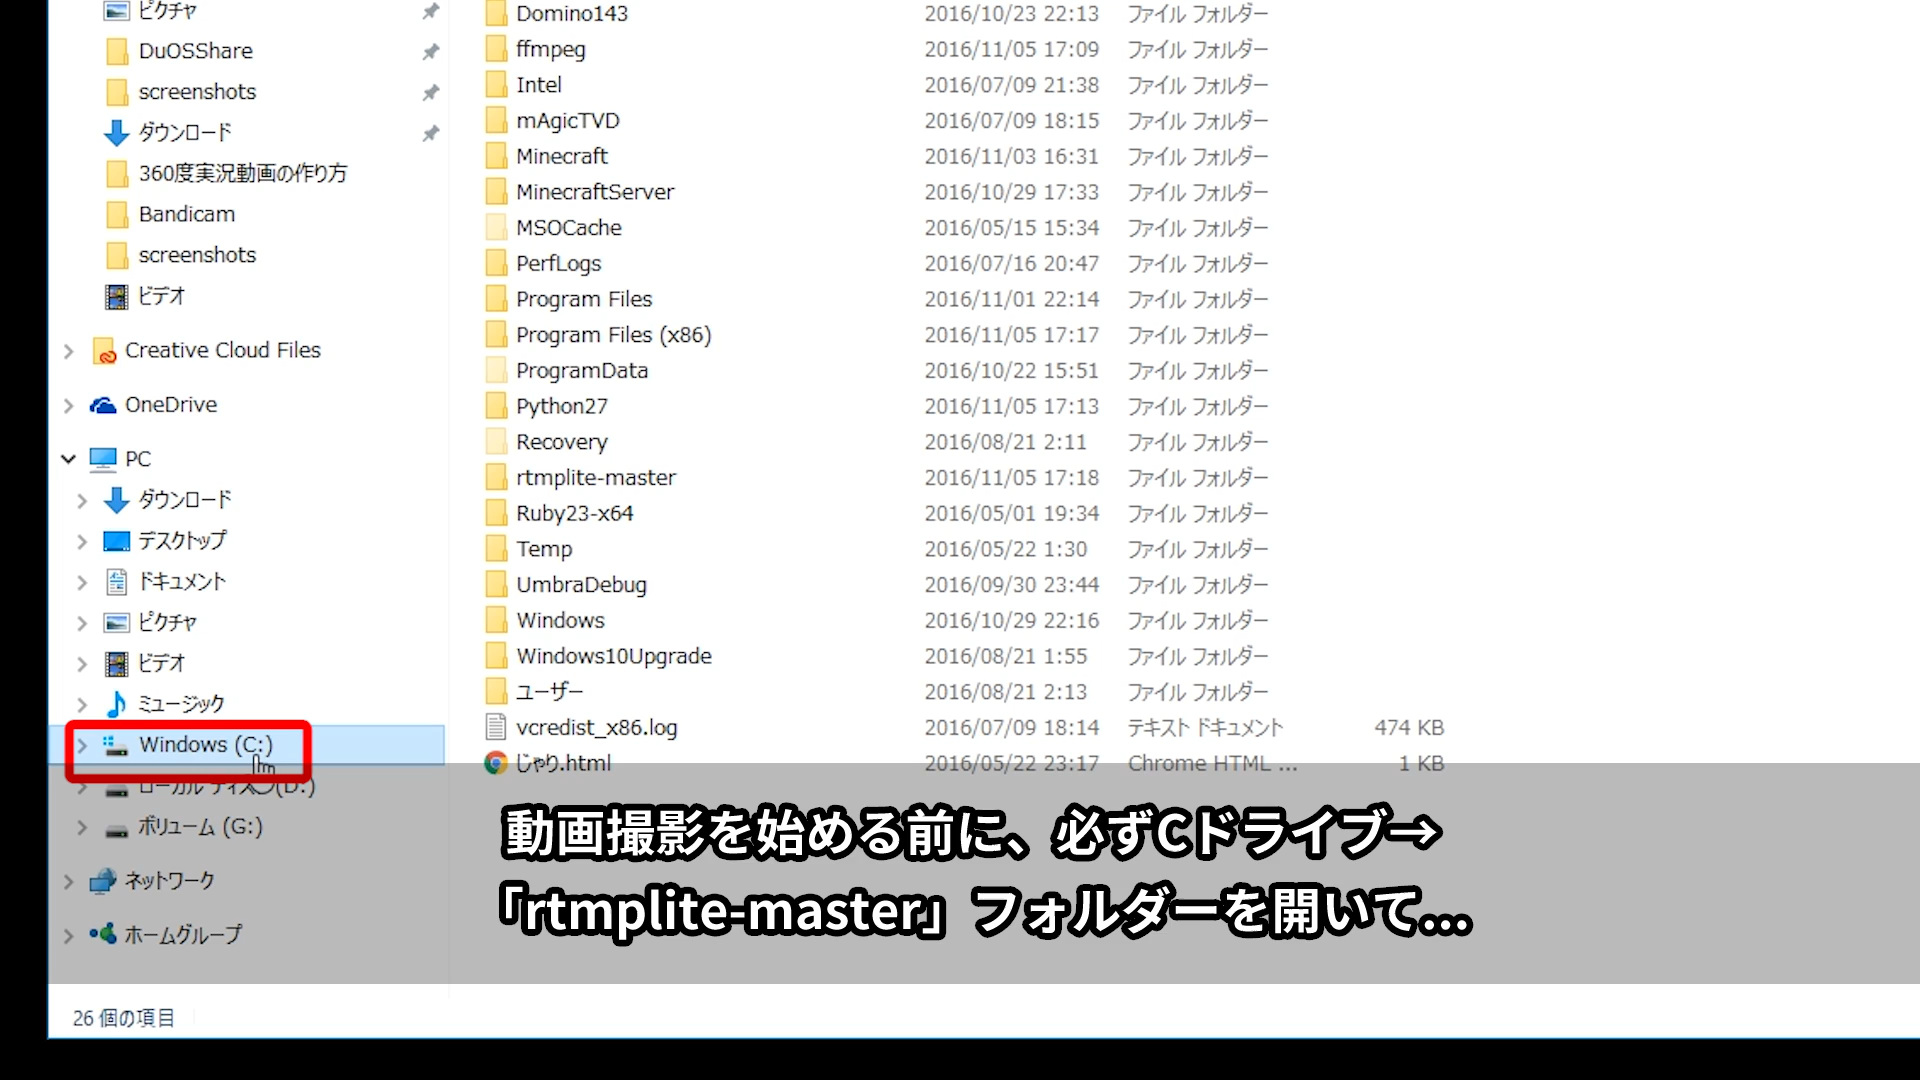 ピクチャ
DuOSShare
screenshots
ダウンロード
360度実況動画の作り方
Bandicam
screenshots
ビデオ
Creative Cloud Files
OneDrive
PC
ダウンロード
デスクトップ
ドキュメント
ピクチャ
ビデオ
ミュージック
Windows (C:)
ローカル ディスク (D:)
ボリューム (G:)
ネットワーク
ホームグループ
Domino143 2016/10/23 22:13 ファイル フォルダー
ffmpeg 2016/11/05 17:09 ファイル フォルダー
Intel 2016/07/09 21:38 ファイル フォルダー
mAgicTVD 2016/07/09 18:15 ファイル フォルダー
Minecraft 2016/11/03 16:31 ファイル フォルダー
MinecraftServer 2016/10/29 17:33 ファイル フォルダー
MSOCache 2016/05/15 15:34 ファイル フォルダー
PerfLogs 2016/07/16 20:47 ファイル フォルダー
Program Files 2016/11/01 22:14 ファイル フォルダー
Program Files (x86) 2016/11/05 17:17 ファイル フォルダー
ProgramData 2016/10/22 15:51 ファイル フォルダー
Python27 2016/11/05 17:13 ファイル フォルダー
Recovery 2016/08/21 2:11 ファイル フォルダー
rtmplite-master 2016/11/05 17:18 ファイル フォルダー
Ruby23-x64 2016/05/01 19:34 ファイル フォルダー
Temp 2016/05/22 1:30 ファイル フォルダー
UmbraDebug 2016/09/30 23:44 ファイル フォルダー
Windows 2016/10/29 22:16 ファイル フォルダー
Windows10Upgrade 2016/08/21 1:55 ファイル フォルダー
ユーザー 2016/08/21 2:13 ファイル フォルダー
vcredist_x86.log 2016/07/09 18:14 テキスト ドキュメント 474 KB
じゃり.html 2016/05/22 23:17 Chrome HTML ... 1 KB
動画撮影を始める前に、必ずCドライブ→
「rtmplite-master」フォルダーを開いて...
26 個の項目